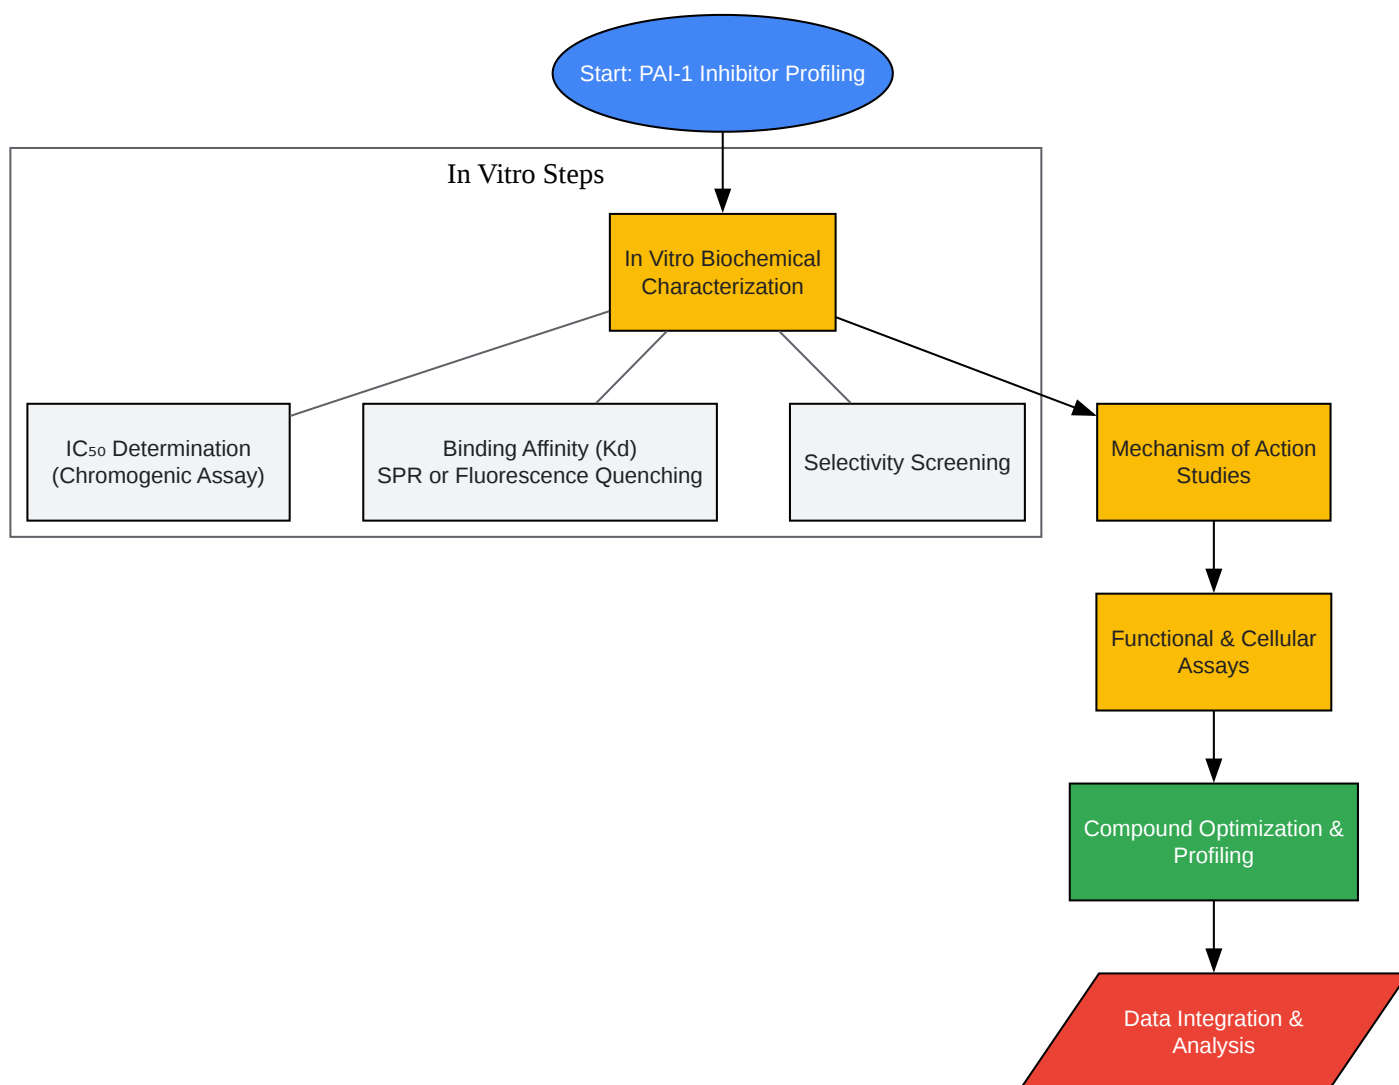 Start: PAI-1 Inhibitor Profiling
In Vitro Steps
In Vitro Biochemical
Characterization
IC₅₀ Determination
(Chromogenic Assay)
Binding Affinity (Kd)
SPR or Fluorescence Quenching
Selectivity Screening
Mechanism of Action
Studies
Functional & Cellular
Assays
Compound Optimization &
Profiling
Data Integration &
Analysis